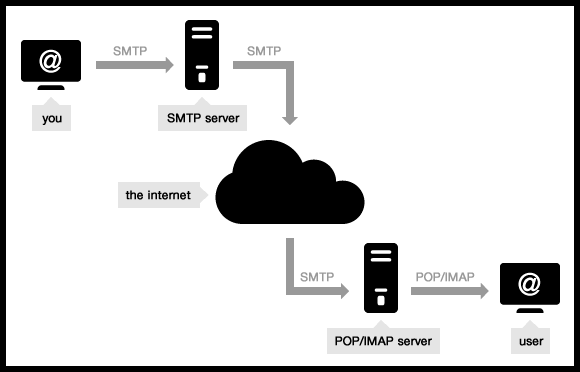 SMTP
SMTP
@
you
SMTP server
the internet
SMTP
POP/IMAP
@
POP/IMAP server
user